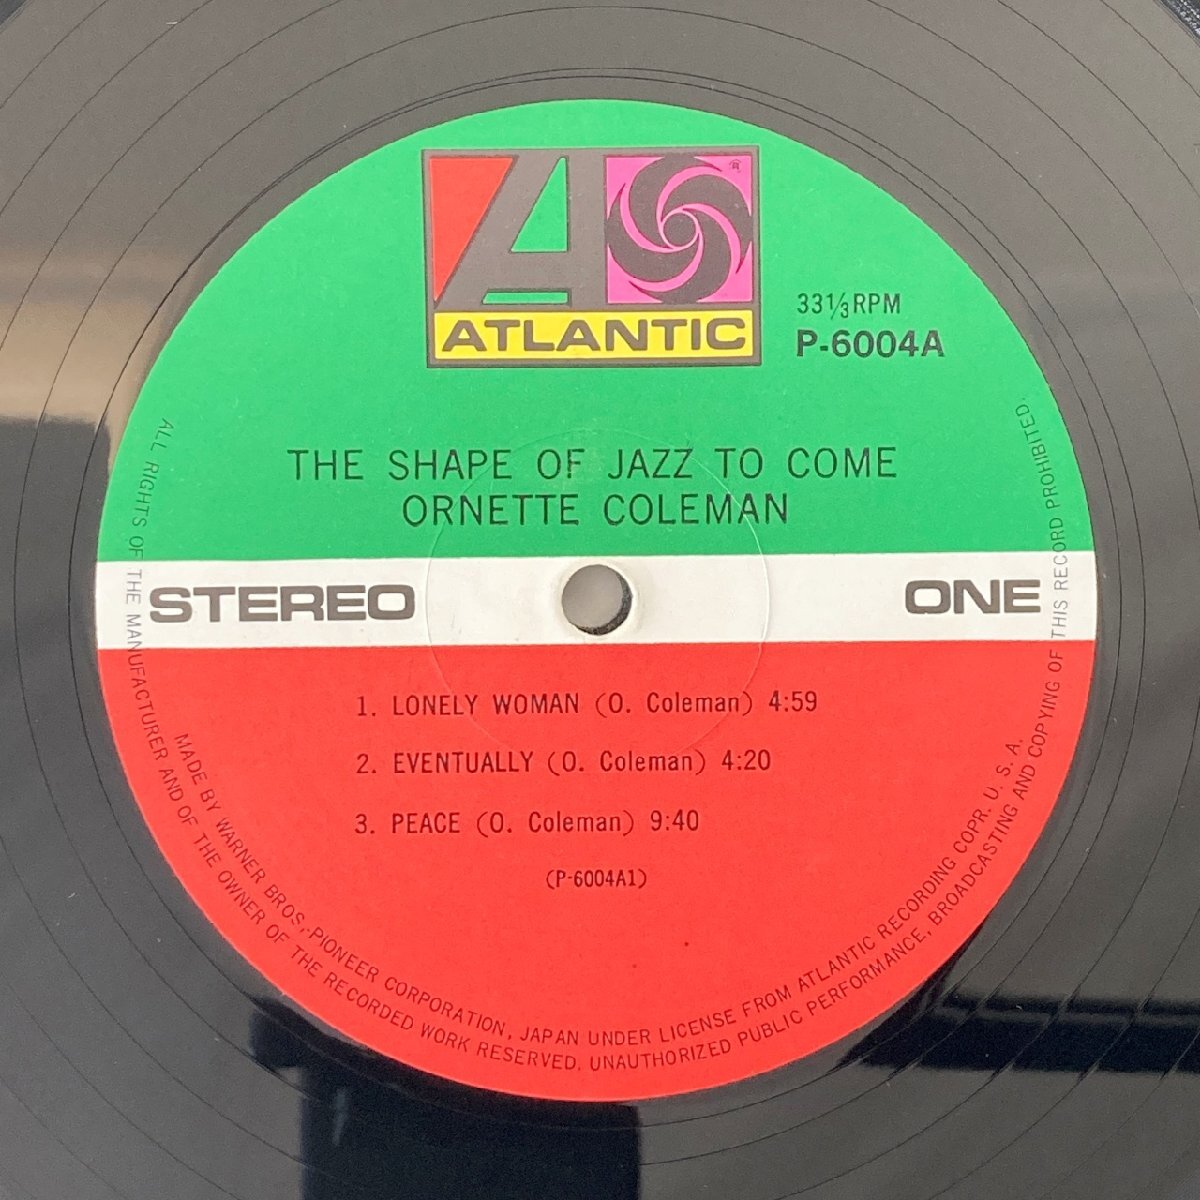 ATLANTIC
®
33⅓ RPM
P-6004A
THE SHAPE OF JAZZ TO COME
ORNETTE COLEMAN
STEREO
ONE
1. LONELY WOMAN (O. Coleman) 4:59
2. EVENTUALLY (O. Coleman) 4:20
3. PEACE (O. Coleman) 9:40
(P-6004A1)
MADE BY WARNER BROS,-PIONEER CORPORATION, JAPAN UNDER LICENSE FROM ATLANTIC RECORDING COPR. U. S. A.
ALL RIGHTS OF THE MANUFACTURER AND OF THE OWNER OF THE RECORDED WORK RESERVED. UNAUTHORIZED PUBLIC PERFORMANCE, BROADCASTING AND COPYING OF THIS RECORD PROHIBITED.